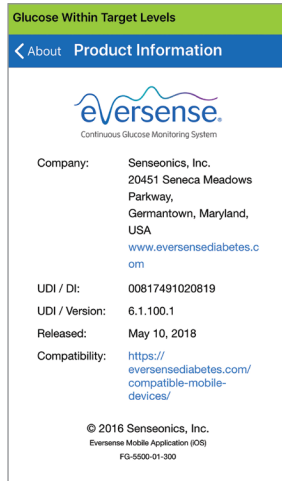 Glucose Within Target Levels
About Product Information
eversense.
Continuous Glucose Monitoring System
Company: Senseonics, Inc.
20451 Seneca Meadows
Parkway,
Germantown, Maryland,
USA
www.eversensediabetes.c
om
UDI / DI: 00817491020819
UDI / Version: 6.1.100.1
Released: May 10, 2018
Compatibility: https://
eversensediabetes.com/
compatible-mobile-
devices/
© 2016 Senseonics, Inc.
Eversense Mobile Application (iOS)
FG-5500-01-300